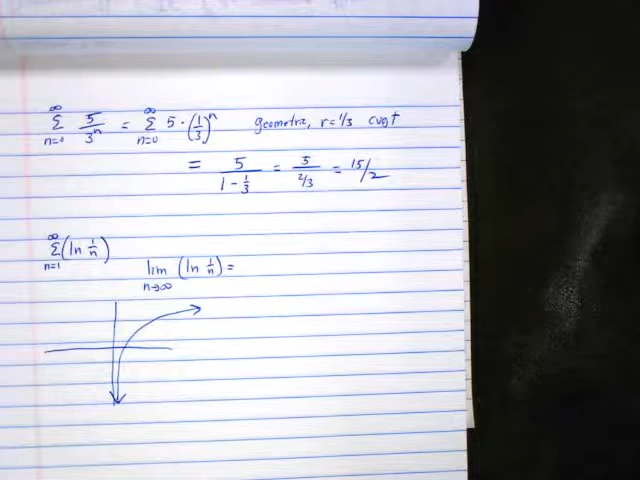 ∞ ∑ n=0 5/3^n = ∞ ∑ n=0 5 · (1/3)^n geometric, r = 1/3 cvgt
= 5/(1 - 1/3) = 5/(2/3) = 15/2
∞ ∑ n=1 (ln 1/n)
lim n→∞ (ln 1/n) =